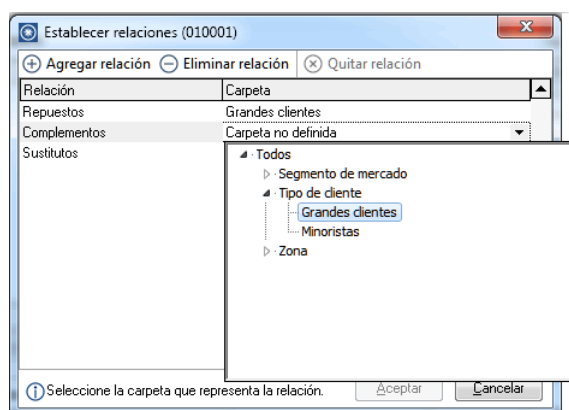 Establecer relaciones (010001)
Agregar relación Eliminar relación Quitar relación
Relación Carpeta
Repuestos Grandes clientes
Complementos Carpeta no definida
Sustitutos
Todos
Segmento de mercado
Tipo de cliente
Grandes clientes
Minoristas
Zona
Seleccione la carpeta que representa la relación. Aceptar Cancelar